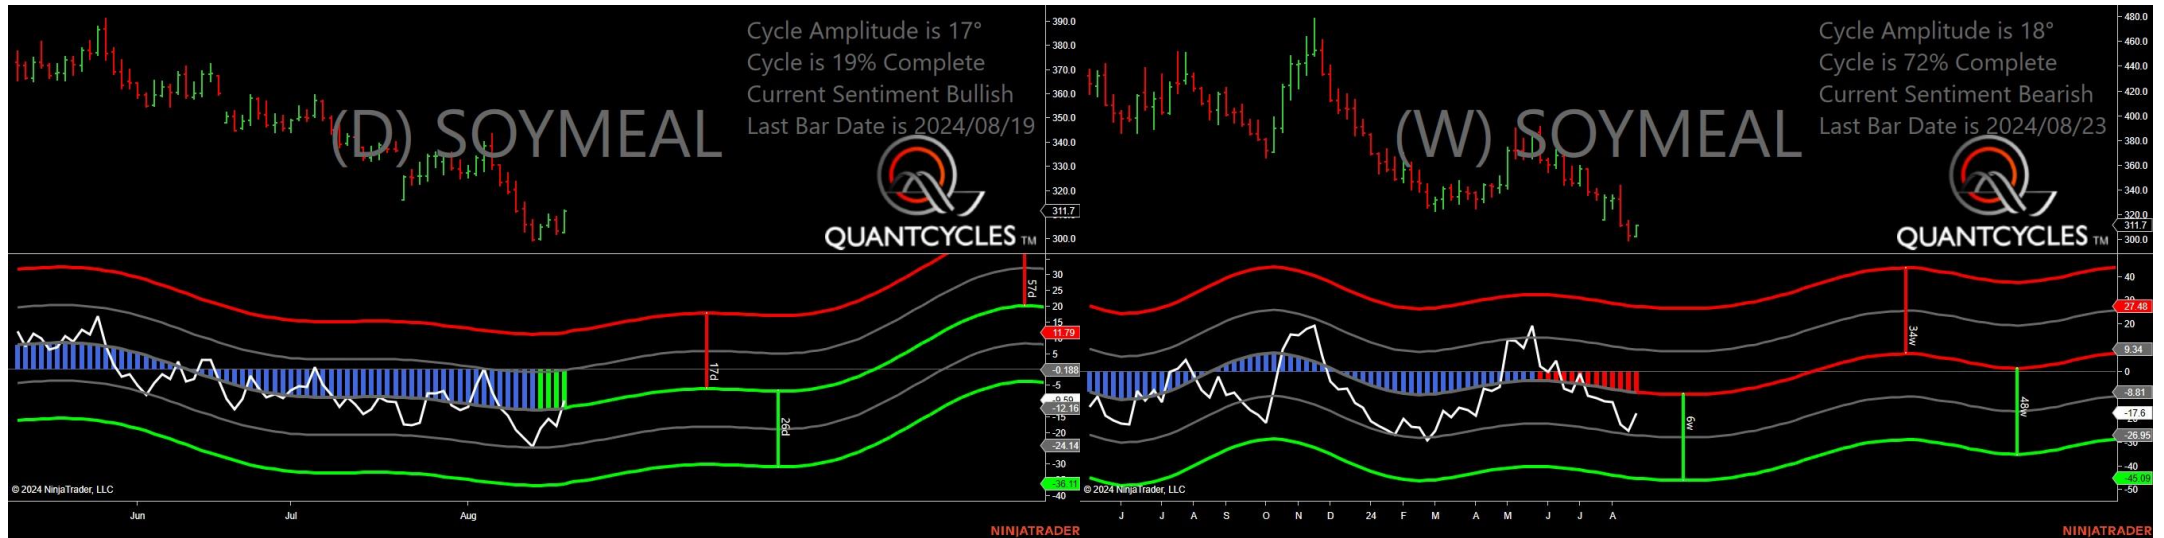 Cycle Amplitude is 17°
Cycle is 19% Complete
Current Sentiment Bullish
Last Bar Date is 2024/08/19
(D) SOYMEAL
QUANTCYCLES TM
390.0
380.0
370.0
360.0
350.0
340.0
330.0
320.0
311.7
300.0
30
25
20
15
11.79
5
-0.188
-5
-9.59
-12.16
-15
-20
-24.14
-30
-36.11
-40
17d
26d
57d
© 2024 NinjaTrader, LLC
Jun Jul Aug
NINJATRADER
Cycle Amplitude is 18°
Cycle is 72% Complete
Current Sentiment Bearish
Last Bar Date is 2024/08/23
(W) SOYMEAL
QUANTCYCLES TM
480.0
460.0
440.0
420.0
400.0
380.0
360.0
340.0
320.0
311.7
300.0
40
27.48
20
9.34
0
-8.81
-17.6
-26.95
-30
-40
-45.09
-50
6w
34w
48w
© 2024 NinjaTrader, LLC
J J A S O N D 24 F M A M J J A
NINJATRADER